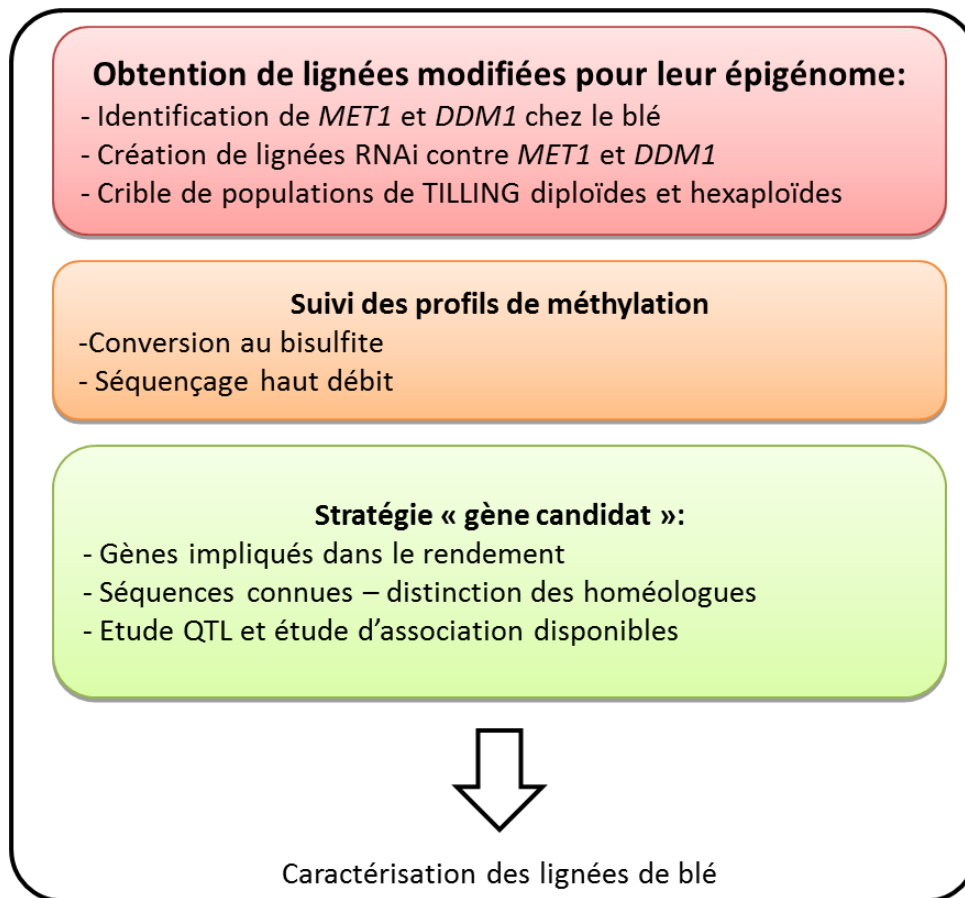 Obtention de lignées modifiées pour leur épigénome:
- Identification de MET1 et DDM1 chez le blé
- Création de lignées RNAi contre MET1 et DDM1
- Crible de populations de TILLING diploïdes et hexaploïdes
Suivi des profils de méthylation
-Conversion au bisulfite
- Séquençage haut débit
Stratégie « gène candidat »:
- Gènes impliqués dans le rendement
- Séquences connues – distinction des homéologues
- Etude QTL et étude d’association disponibles
Caractérisation des lignées de blé